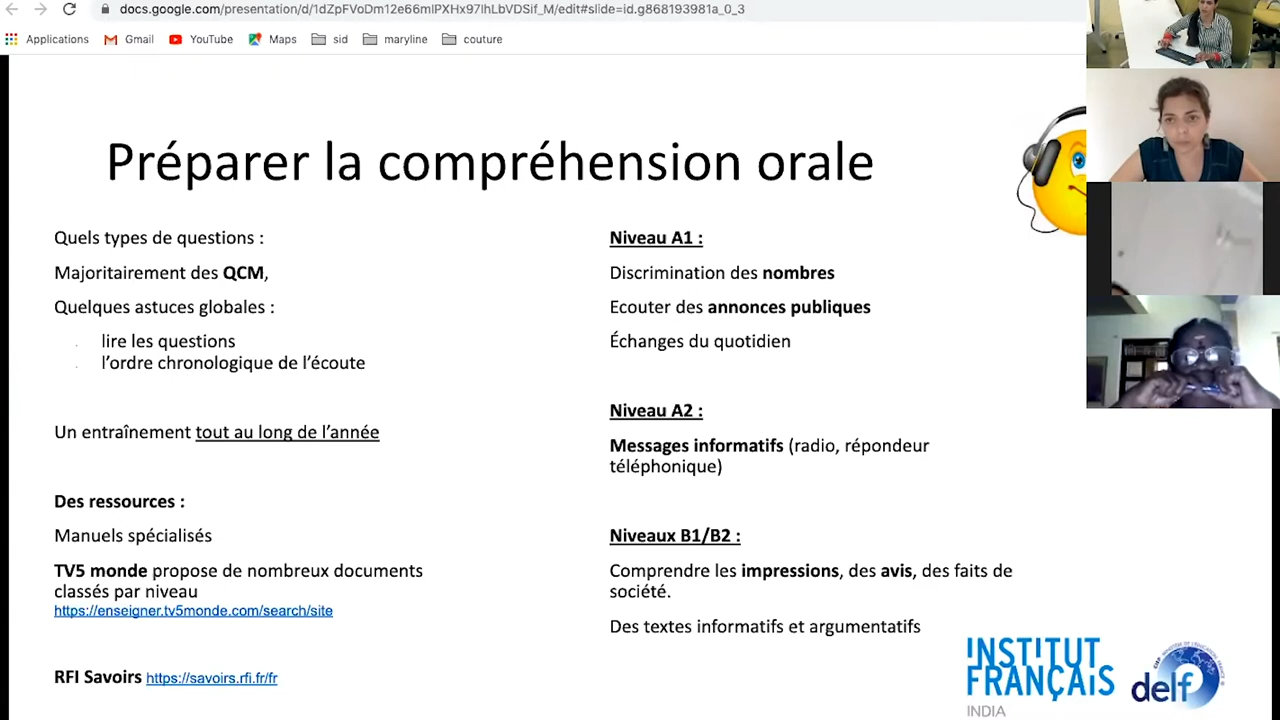 docs.google.com/presentation/d/1dZpFVoDm12e66mlPXHx97lhLbVDSif_M/edit#slide=id.g868193981a_0_3
Applications Gmail YouTube Maps sid maryline couture
Préparer la compréhension orale
Quels types de questions :
Majoritairement des QCM,
Quelques astuces globales :
lire les questions
l'ordre chronologique de l'écoute
Un entraînement tout au long de l'année
Des ressources :
Manuels spécialisés
TV5 monde propose de nombreux documents
classés par niveau
https://enseigner.tv5monde.com/search/site
RFI Savoirs https://savoirs.rfi.fr/fr
Niveau A1 :
Discrimination des nombres
Ecouter des annonces publiques
Échanges du quotidien
Niveau A2 :
Messages informatifs (radio, répondeur
téléphonique)
Niveaux B1/B2 :
Comprendre les impressions, des avis, des faits de
société.
Des textes informatifs et argumentatifs
INSTITUT
FRANÇAIS
INDIA
delf